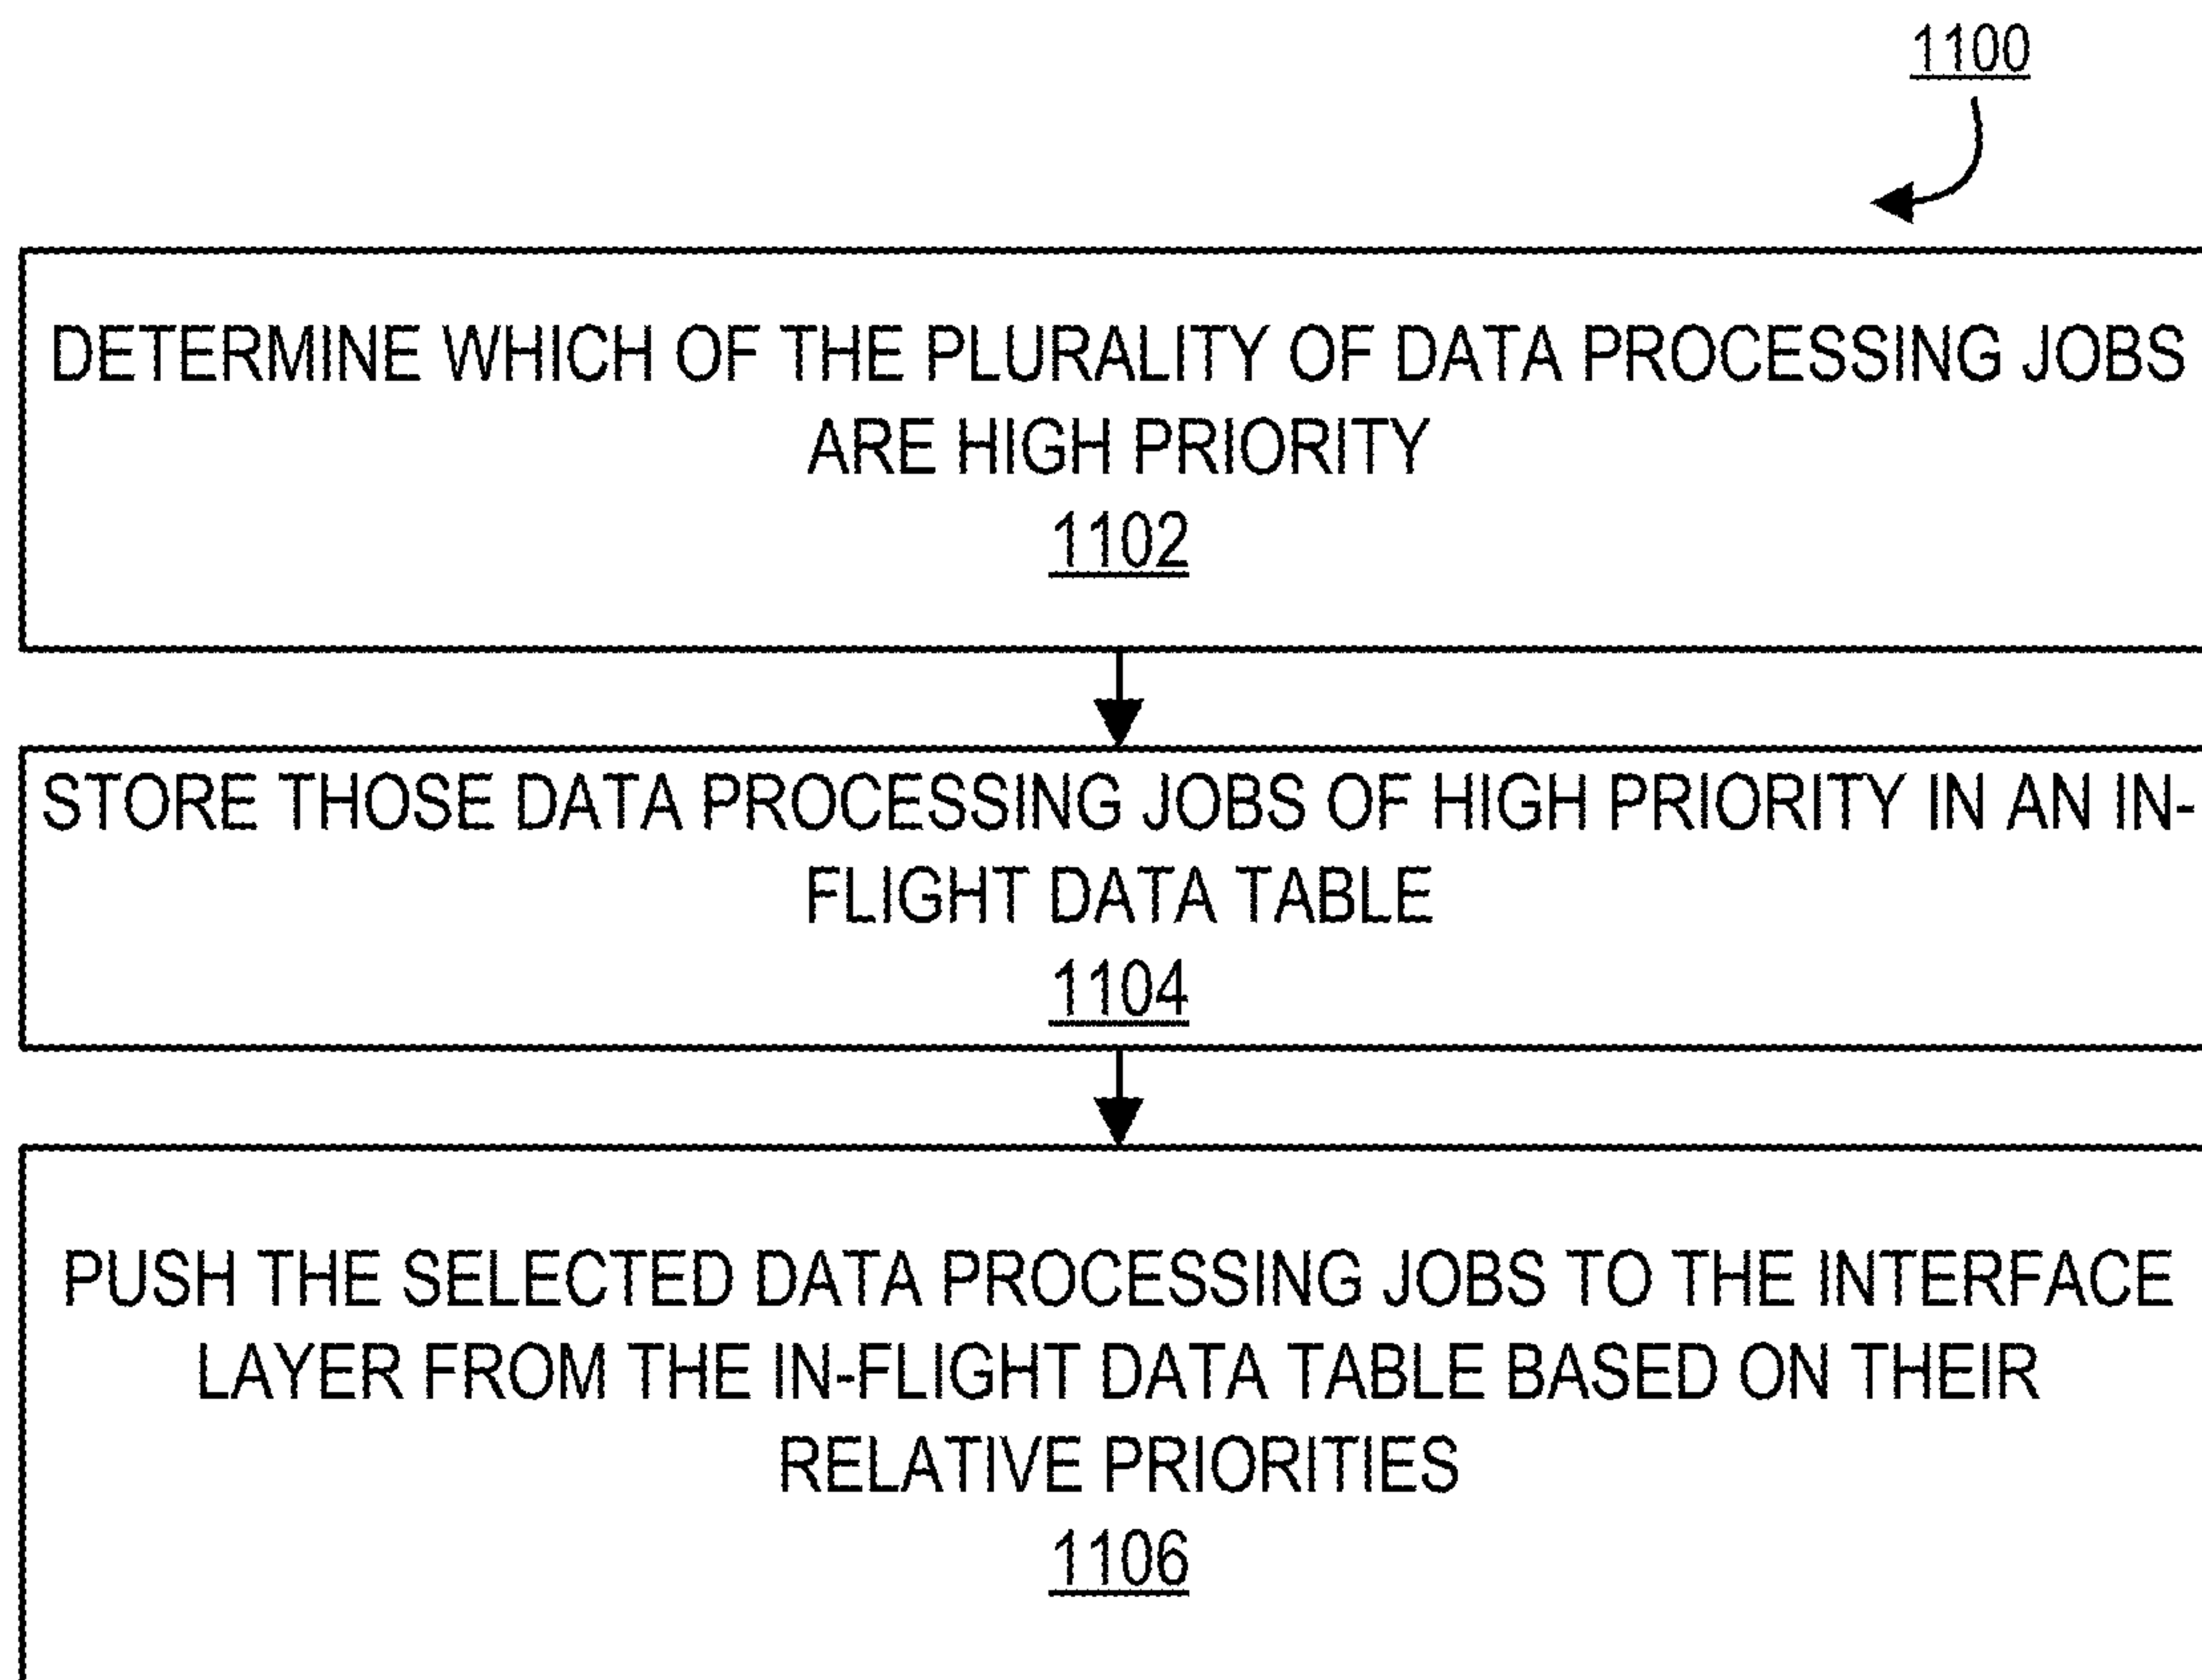 1100
DETERMINE WHICH OF THE PLURALITY OF DATA PROCESSING JOBS
ARE HIGH PRIORITY
1102
STORE THOSE DATA PROCESSING JOBS OF HIGH PRIORITY IN AN IN-
FLIGHT DATA TABLE
1104
PUSH THE SELECTED DATA PROCESSING JOBS TO THE INTERFACE
LAYER FROM THE IN-FLIGHT DATA TABLE BASED ON THEIR
RELATIVE PRIORITIES
1106